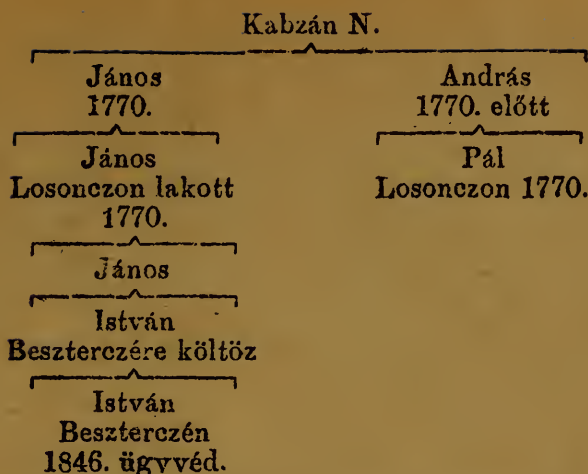 Kabzán N.
János
1770.
András
1770. előtt
János
Losonczon lakott
1770.
Pál
Losonczon 1770.
János
István
Beszterczére költöz
István
Beszterczén
1846. ügyvéd.